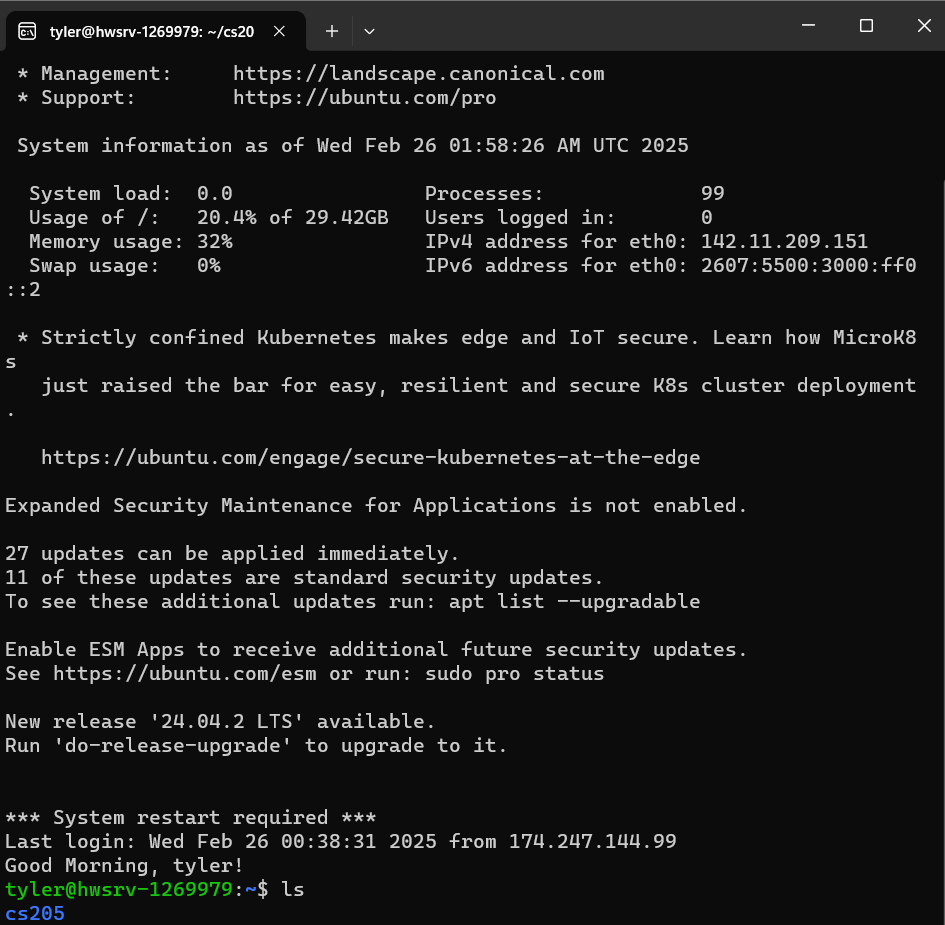 tyler@hwsrv-1269979: ~/cs20
* Management:     https://landscape.canonical.com
* Support:        https://ubuntu.com/pro
System information as of Wed Feb 26 01:58:26 AM UTC 2025
System load:  0.0                Processes:             99
Usage of /:   20.4% of 29.42GB   Users logged in:       0
Memory usage: 32%                IPv4 address for eth0: 142.11.209.151
Swap usage:   0%                 IPv6 address for eth0: 2607:5500:3000:ff0
::2
* Strictly confined Kubernetes makes edge and IoT secure. Learn how MicroK8
s
just raised the bar for easy, resilient and secure K8s cluster deployment
.
https://ubuntu.com/engage/secure-kubernetes-at-the-edge
Expanded Security Maintenance for Applications is not enabled.
27 updates can be applied immediately.
11 of these updates are standard security updates.
To see these additional updates run: apt list --upgradable
Enable ESM Apps to receive additional future security updates.
See https://ubuntu.com/esm or run: sudo pro status
New release '24.04.2 LTS' available.
Run 'do-release-upgrade' to upgrade to it.
*** System restart required ***
Last login: Wed Feb 26 00:38:31 2025 from 174.247.144.99
Good Morning, tyler!
tyler@hwsrv-1269979:~$ ls
cs205